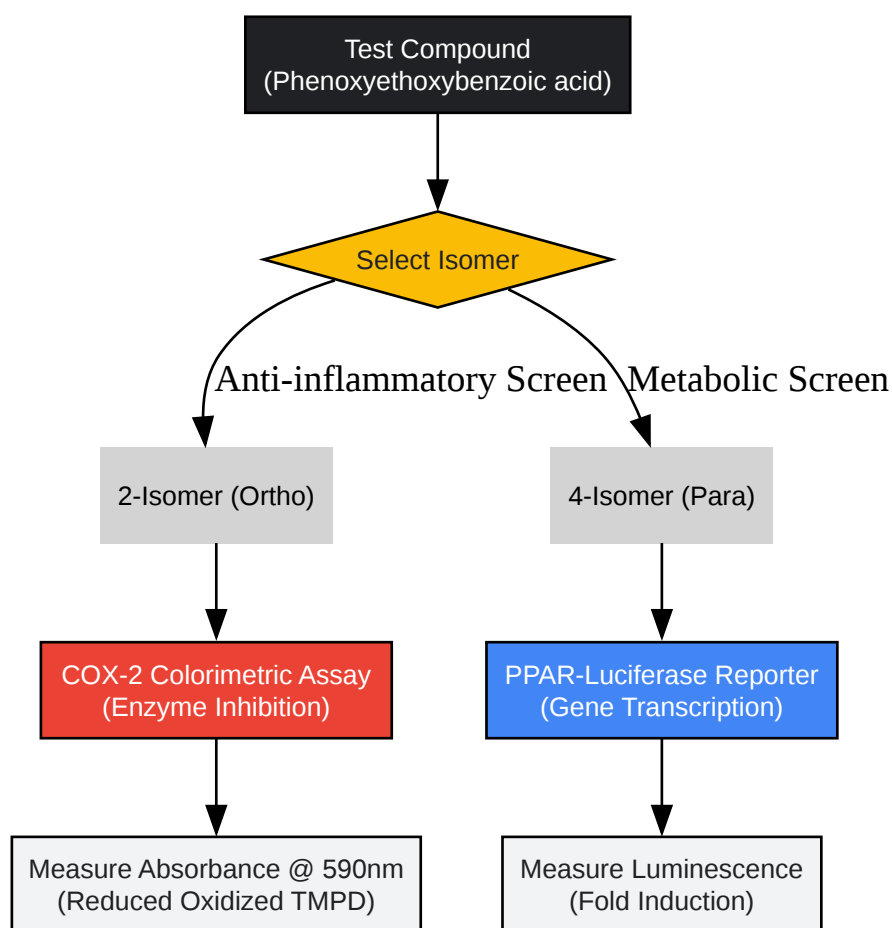 Test Compound
(Phenoxyethoxybenzoic acid)
Select Isomer
Anti-inflammatory Screen
Metabolic Screen
2-Isomer (Ortho)
4-Isomer (Para)
COX-2 Colorimetric Assay
(Enzyme Inhibition)
PPAR-Luciferase Reporter
(Gene Transcription)
Measure Absorbance @ 590nm
(Reduced Oxidized TMPD)
Measure Luminescence
(Fold Induction)